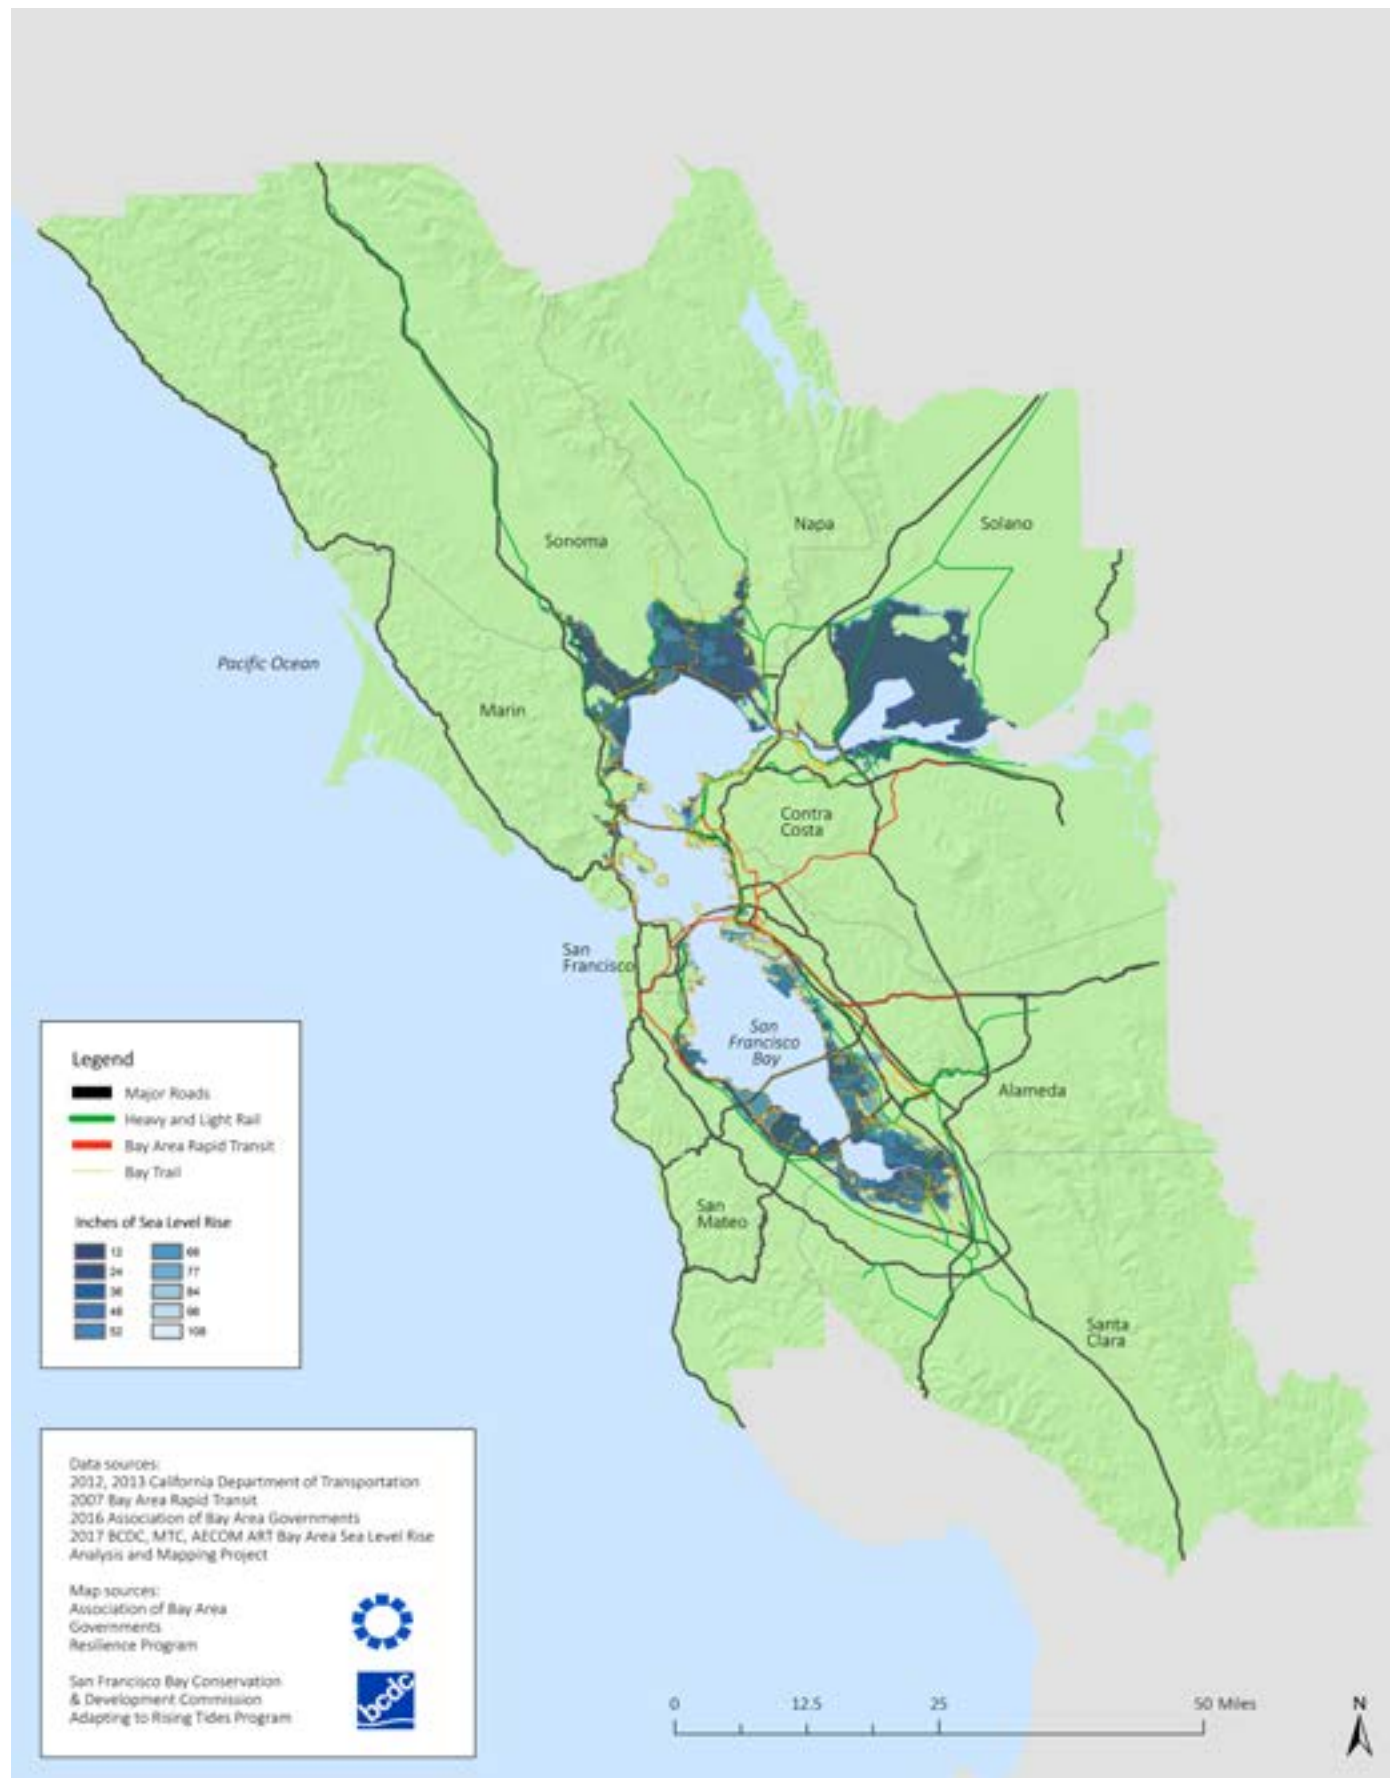 Napa
Solano
Sonoma
Pacific Ocean
Marin
Contra
Costa
San
Francisco
San
Francisco
Bay
Alameda
San
Mateo
Santa
Clara
Legend
Major Roads
Heavy and Light Rail
Bay Area Rapid Transit
Bay Trail
Inches of Sea Level Rise
12
24
36
48
52
66
77
84
96
108
Data sources:
2012, 2013 California Department of Transportation
2007 Bay Area Rapid Transit
2016 Association of Bay Area Governments
2017 BCDC, MTC, AECOM ART Bay Area Sea Level Rise
Analysis and Mapping Project
Map sources:
Association of Bay Area
Governments
Resilience Program
San Francisco Bay Conservation
& Development Commission
Adapting to Rising Tides Program
bcdc
0 12.5 25 50 Miles
N